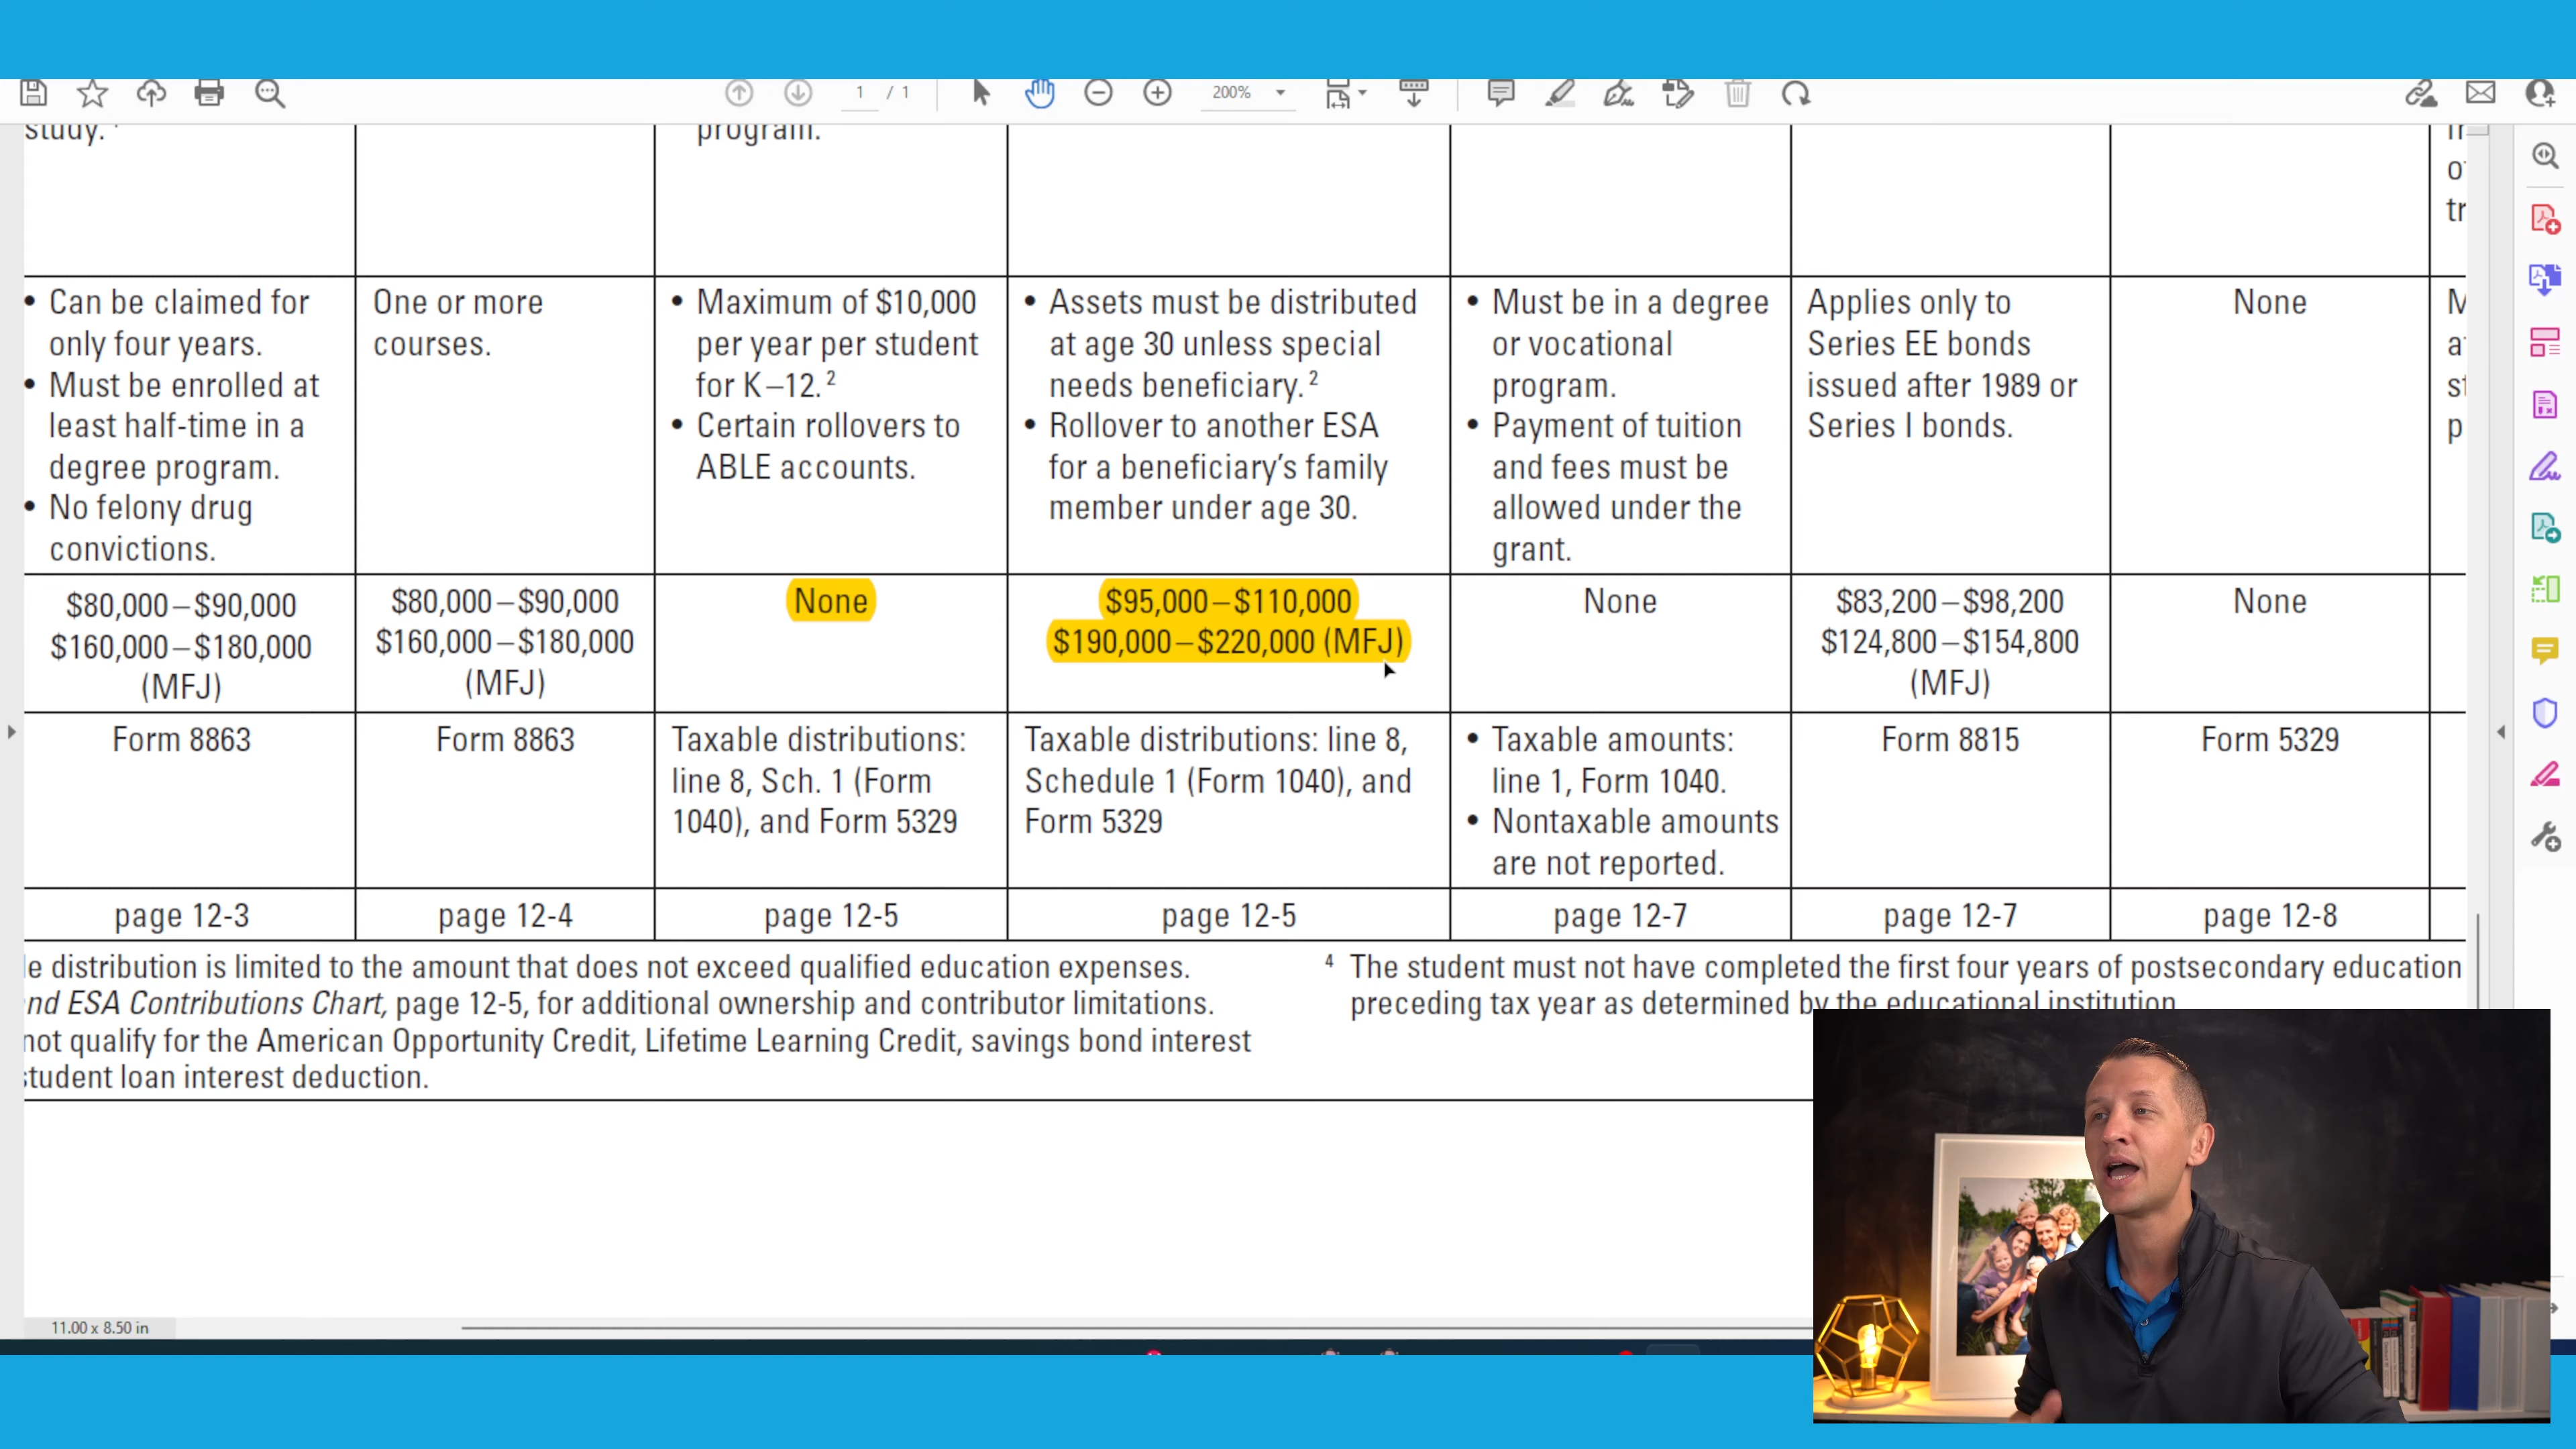 1 / 1
200%
study.
program.
• Can be claimed for
only four years.
• Must be enrolled at
least half-time in a
degree program.
• No felony drug
convictions.
One or more
courses.
• Maximum of $10,000
per year per student
for K–12.²
• Certain rollovers to
ABLE accounts.
• Assets must be distributed
at age 30 unless special
needs beneficiary.²
• Rollover to another ESA
for a beneficiary's family
member under age 30.
• Must be in a degree
or vocational
program.
• Payment of tuition
and fees must be
allowed under the
grant.
Applies only to
Series EE bonds
issued after 1989 or
Series I bonds.
None
$80,000–$90,000
$160,000–$180,000
(MFJ)
$80,000–$90,000
$160,000–$180,000
(MFJ)
None
$95,000–$110,000
$190,000–$220,000 (MFJ)
None
$83,200–$98,200
$124,800–$154,800
(MFJ)
None
Form 8863
Form 8863
Taxable distributions:
line 8, Sch. 1 (Form
1040), and Form 5329
Taxable distributions: line 8,
Schedule 1 (Form 1040), and
Form 5329
• Taxable amounts:
line 1, Form 1040.
• Nontaxable amounts
are not reported.
Form 8815
Form 5329
page 12-3
page 12-4
page 12-5
page 12-5
page 12-7
page 12-7
page 12-8
distribution is limited to the amount that does not exceed qualified education expenses.
ESA Contributions Chart, page 12-5, for additional ownership and contributor limitations.
not qualify for the American Opportunity Credit, Lifetime Learning Credit, savings bond interest
student loan interest deduction.
⁴ The student must not have completed the first four years of postsecondary education
preceding tax year as determined by the educational institution
11.00 x 8.50 in